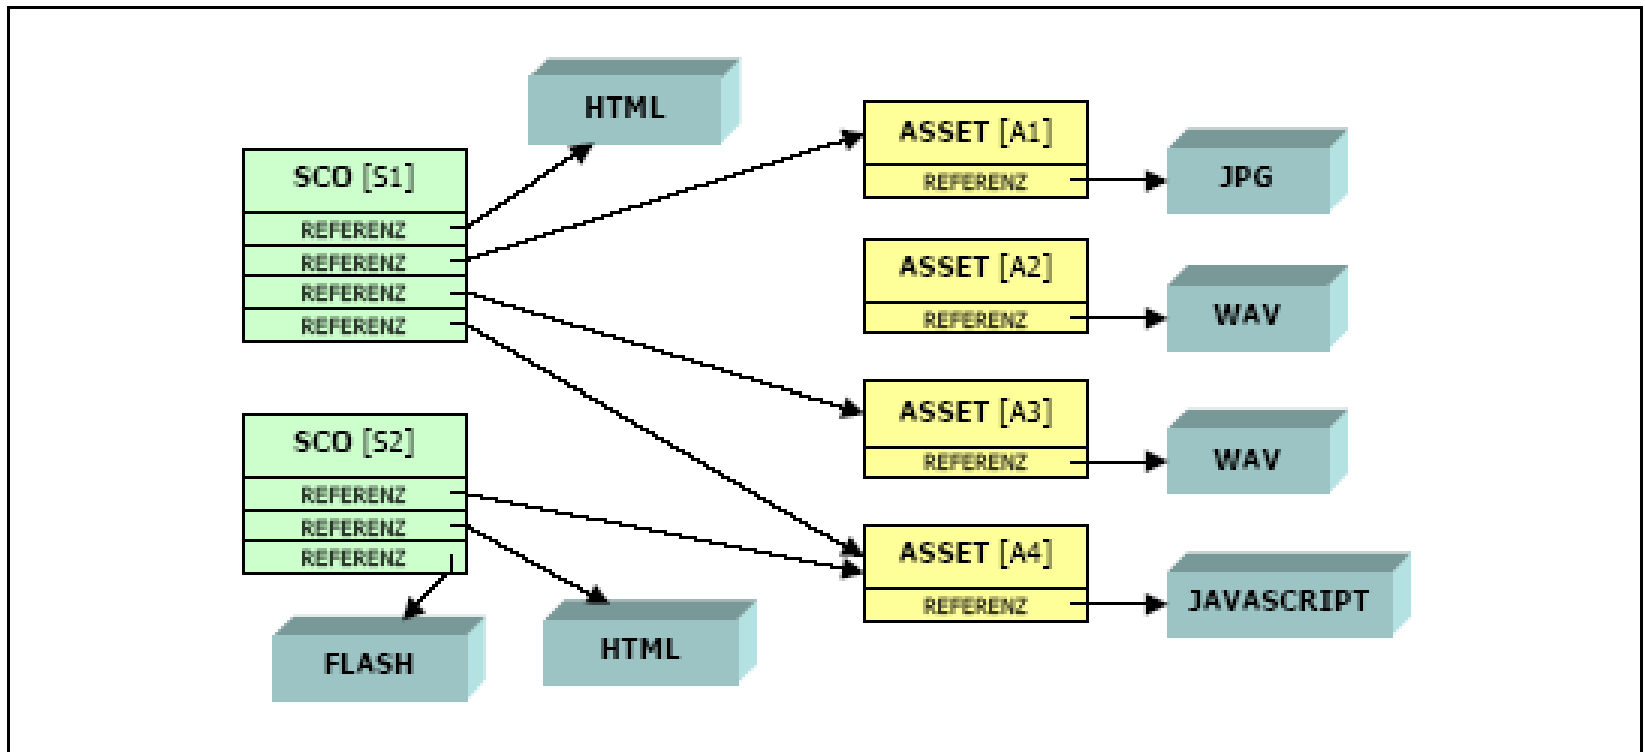 HTML
SCO [S1]
REFERENZ
REFERENZ
REFERENZ
REFERENZ
ASSET [A1]
REFERENZ
JPG
ASSET [A2]
REFERENZ
WAV
SCO [S2]
REFERENZ
REFERENZ
REFERENZ
ASSET [A3]
REFERENZ
WAV
ASSET [A4]
REFERENZ
JAVASCRIPT
FLASH
HTML